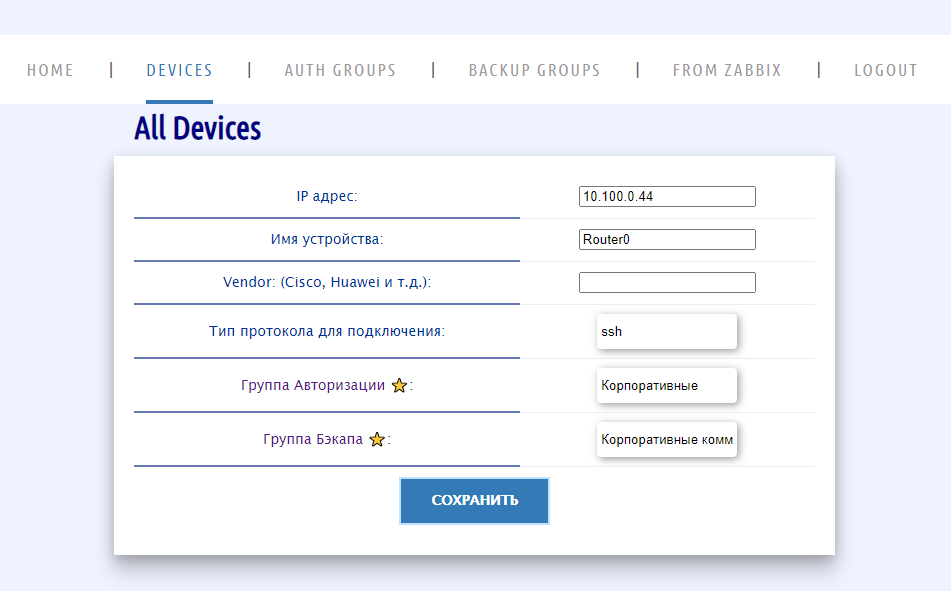 HOME | DEVICES | AUTH GROUPS | BACKUP GROUPS | FROM ZABBIX | LOGOUT
All Devices
IP адрес: 10.100.0.44
Имя устройства: Router0
Vendor: (Cisco, Huawei и т.д.):
Тип протокола для подключения: ssh
Группа Авторизации ⭐: Корпоративные
Группа Бэкапа ⭐: Корпоративные комм
СОХРАНИТЬ